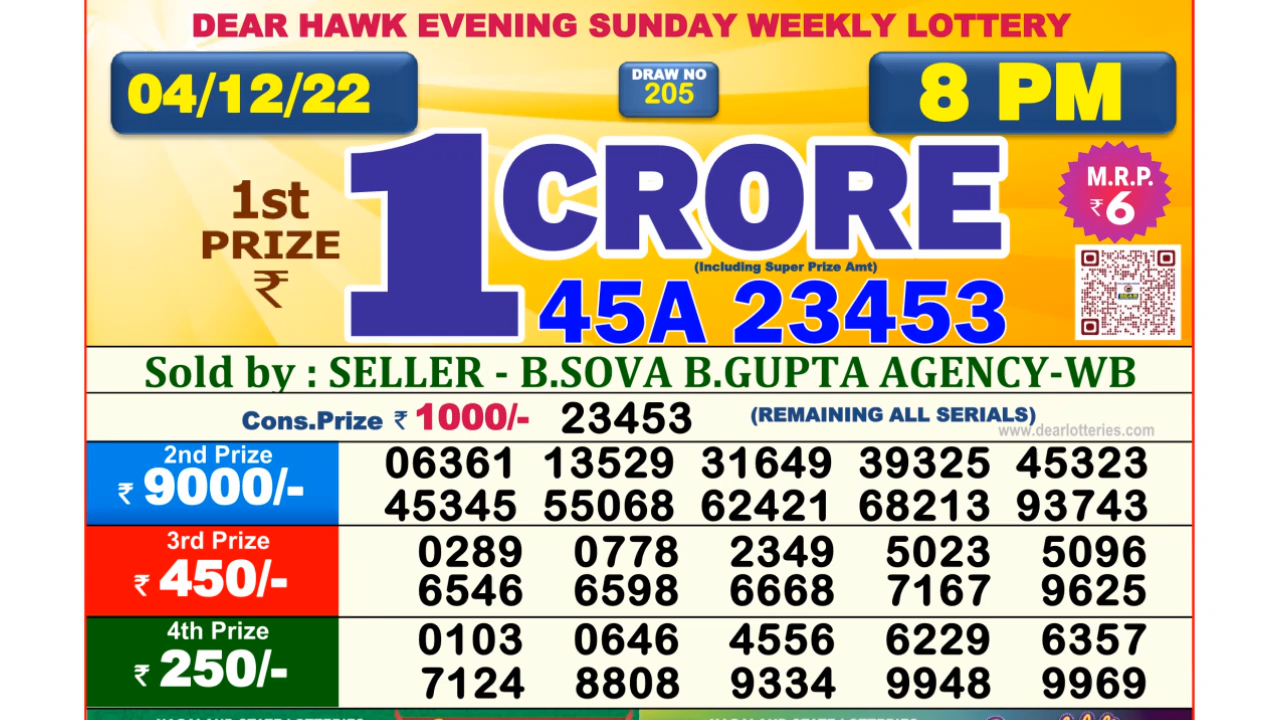 DEAR HAWK EVENING SUNDAY WEEKLY LOTTERY
04/12/22
DRAW NO
205
8 PM
1st
PRIZE
₹
1 CRORE
(Including Super Prize Amt)
45A 23453
M.R.P.
₹6
Sold by : SELLER - B.SOVA B.GUPTA AGENCY-WB
Cons.Prize ₹ 1000/- 23453 (REMAINING ALL SERIALS)
www.dearlotteries.com
2nd Prize
₹ 9000/-
06361 13529 31649 39325 45323
45345 55068 62421 68213 93743
3rd Prize
₹ 450/-
0289 0778 2349 5023 5096
6546 6598 6668 7167 9625
4th Prize
₹ 250/-
0103 0646 4556 6229 6357
7124 8808 9334 9948 9969